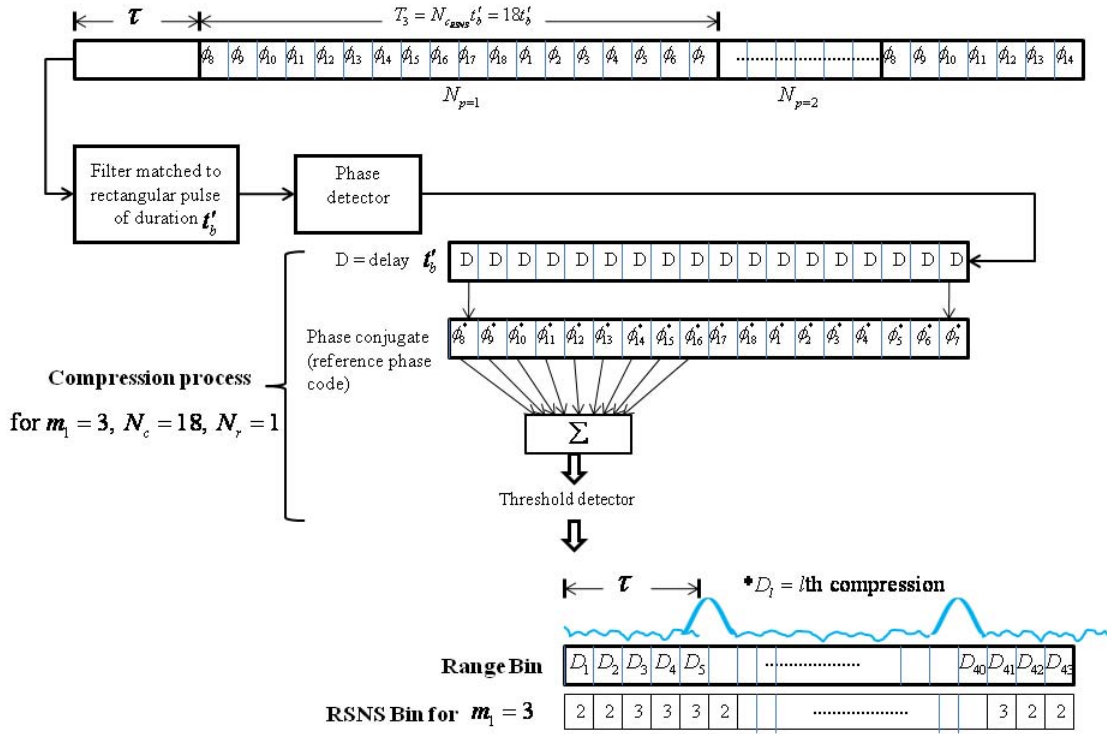 τ
T₃ = N_{c_RSNS} t'_b = 18t'_b
ϕ₈ ϕ₉ ϕ₁₀ ϕ₁₁ ϕ₁₂ ϕ₁₃ ϕ₁₄ ϕ₁₅ ϕ₁₆ ϕ₁₇ ϕ₁₈ ϕ₁ ϕ₂ ϕ₃ ϕ₄ ϕ₅ ϕ₆ ϕ₇ ........................ ϕ₈ ϕ₉ ϕ₁₀ ϕ₁₁ ϕ₁₂ ϕ₁₃ ϕ₁₄
N_{p=1}
N_{p=2}
Filter matched to
rectangular pulse
of duration t'_b
Phase
detector
D = delay t'_b
D D D D D D D D D D D D D D D D D D
Phase conjugate
(reference phase
code)
ϕ₈* ϕ₉* ϕ₁₀* ϕ₁₁* ϕ₁₂* ϕ₁₃* ϕ₁₄* ϕ₁₅* ϕ₁₆* ϕ₁₇* ϕ₁₈* ϕ₁* ϕ₂* ϕ₃* ϕ₄* ϕ₅* ϕ₆* ϕ₇*
Compression process
for m₁ = 3, N_c = 18, N_r = 1
Σ
Threshold detector
τ
*D_l = lth compression
Range Bin
D₁ D₂ D₃ D₄ D₅ ................... D₄₀ D₄₁ D₄₂ D₄₃
RSNS Bin for m₁ = 3
2 2 3 3 3 2 ................... 3 2 2